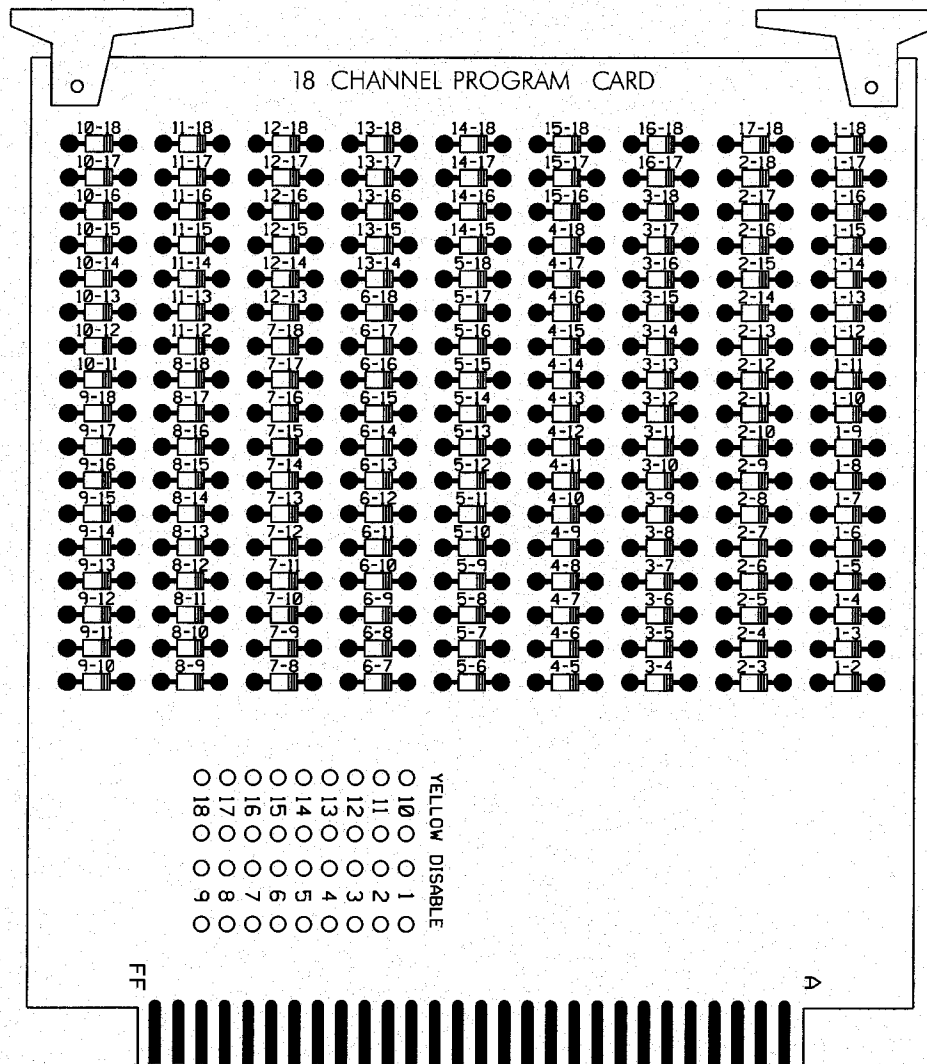 18 CHANNEL PROGRAM CARD
10-18 11-18 12-18 13-18 14-18 15-18 16-18 17-18 1-18
10-17 11-17 12-17 13-17 14-17 15-17 16-17 2-18 1-17
10-16 11-16 12-16 13-16 14-16 15-16 3-18 2-17 1-16
10-15 11-15 12-15 13-15 14-15 4-18 3-17 2-16 1-15
10-14 11-14 12-14 13-14 5-18 4-17 3-16 2-15 1-14
10-13 11-13 12-13 6-18 5-17 4-16 3-15 2-14 1-13
10-12 11-12 7-18 6-17 5-16 4-15 3-14 2-13 1-12
10-11 8-18 7-17 6-16 5-15 4-14 3-13 2-12 1-11
9-18 8-17 7-16 6-15 5-14 4-13 3-12 2-11 1-10
9-17 8-16 7-15 6-14 5-13 4-12 3-11 2-10 1-9
9-16 8-15 7-14 6-13 5-12 4-11 3-10 2-9 1-8
9-15 8-14 7-13 6-12 5-11 4-10 3-9 2-8 1-7
9-14 8-13 7-12 6-11 5-10 4-9 3-8 2-7 1-6
9-13 8-12 7-11 6-10 5-9 4-8 3-7 2-6 1-5
9-12 8-11 7-10 6-9 5-8 4-7 3-6 2-5 1-4
9-11 8-10 7-9 6-8 5-7 4-6 3-5 2-4 1-3
9-10 8-9 7-8 6-7 5-6 4-5 3-4 2-3 1-2
YELLOW DISABLE
10 1
11 2
12 3
13 4
14 5
15 6
16 7
17 8
18 9
FF
A